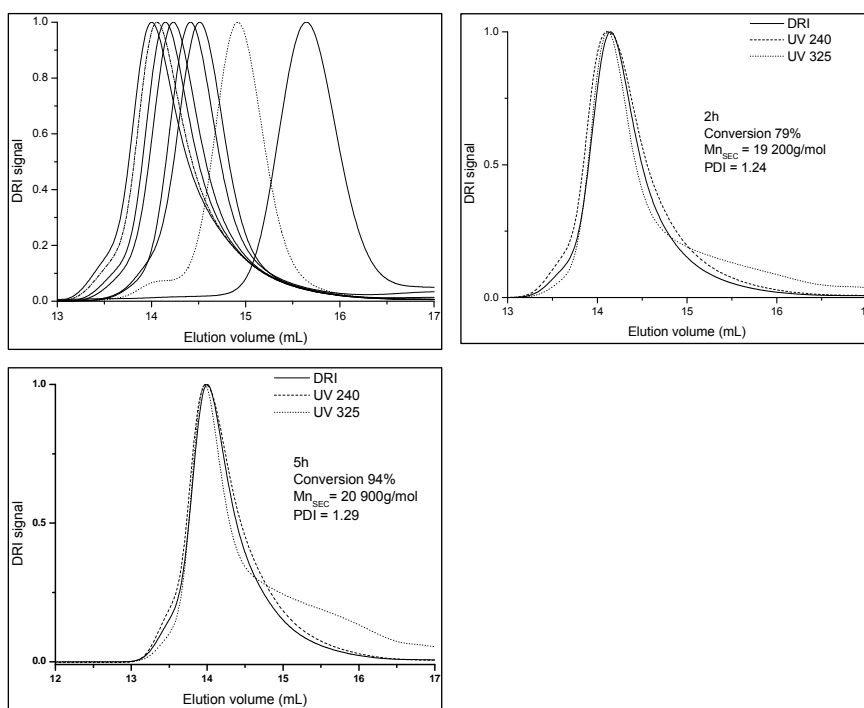 1.0
0.8
0.6
0.4
0.2
0.0
DRI signal
13 14 15 16 17
Elution volume (mL)
1.0
0.5
0.0
DRI signal
DRI
UV 240
UV 325
2h
Conversion 79%
Mn_SEC = 19 200g/mol
PDI = 1.24
13 14 15 16 17
Elution volume (mL)
1.0
0.5
0.0
DRI signal
DRI
UV 240
UV 325
5h
Conversion 94%
Mn_SEC = 20 900g/mol
PDI = 1.29
12 13 14 15 16 17
Elution volume (mL)